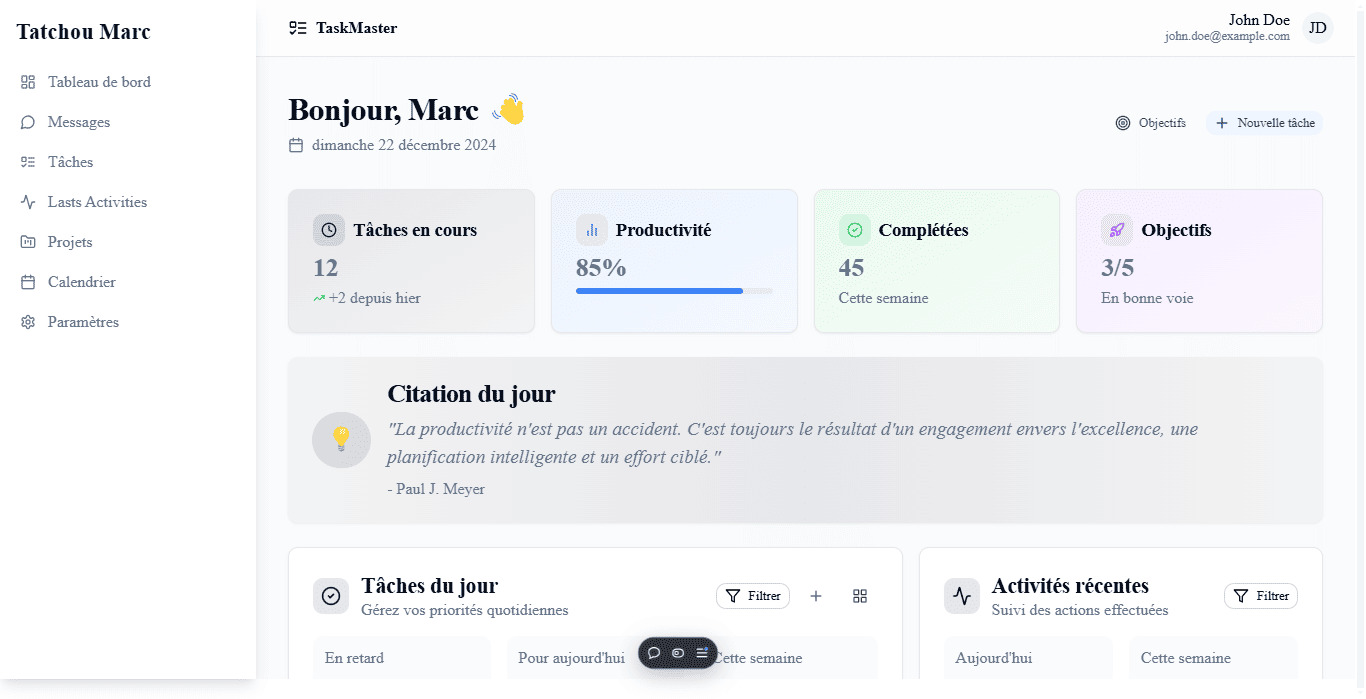 Tatchou Marc
Tableau de bord
Messages
Tâches
Lasts Activities
Projets
Calendrier
Paramètres
TaskMaster
John Doe
john.doe@example.com
JD
Bonjour, Marc 👋
dimanche 22 décembre 2024
Objectifs
Nouvelle tâche
Tâches en cours
12
+2 depuis hier
Productivité
85%
Complétées
45
Cette semaine
Objectifs
3/5
En bonne voie
Citation du jour
"La productivité n'est pas un accident. C'est toujours le résultat d'un engagement envers l'excellence, une
planification intelligente et un effort ciblé."
- Paul J. Meyer
Tâches du jour
Gérez vos priorités quotidiennes
Filtrer
En retard
Pour aujourd'hui
Cette semaine
Activités récentes
Suivi des actions effectuées
Filtrer
Aujourd'hui
Cette semaine